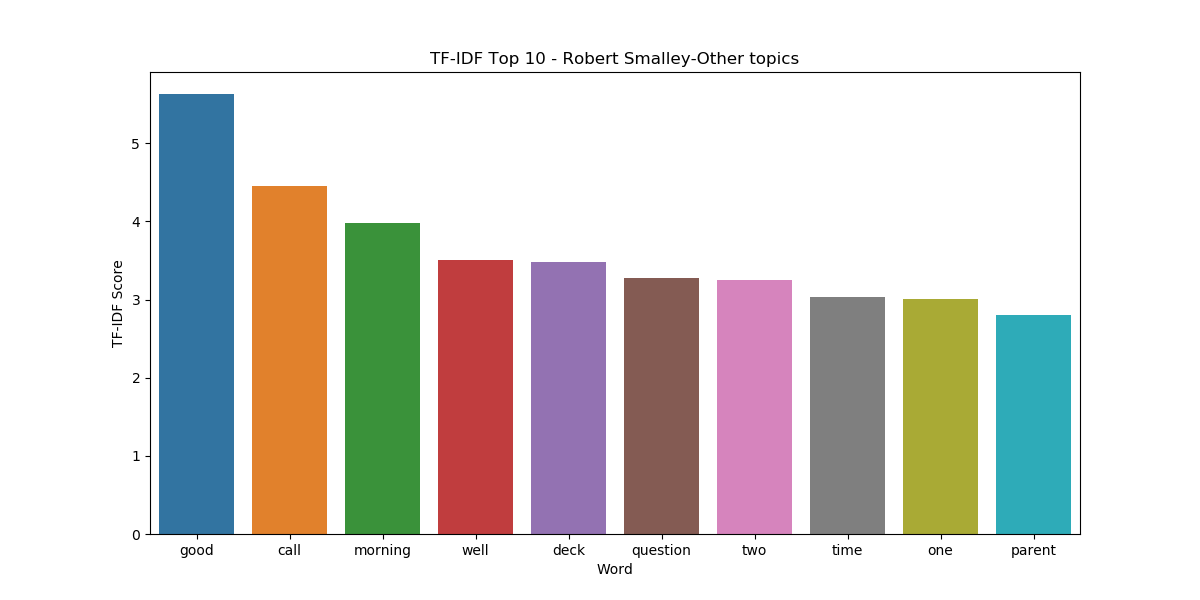 TF-IDF Top 10 - Robert Smalley-Other topics
TF-IDF Score
5
4
3
2
1
0
good call morning well deck question two time one parent
Word